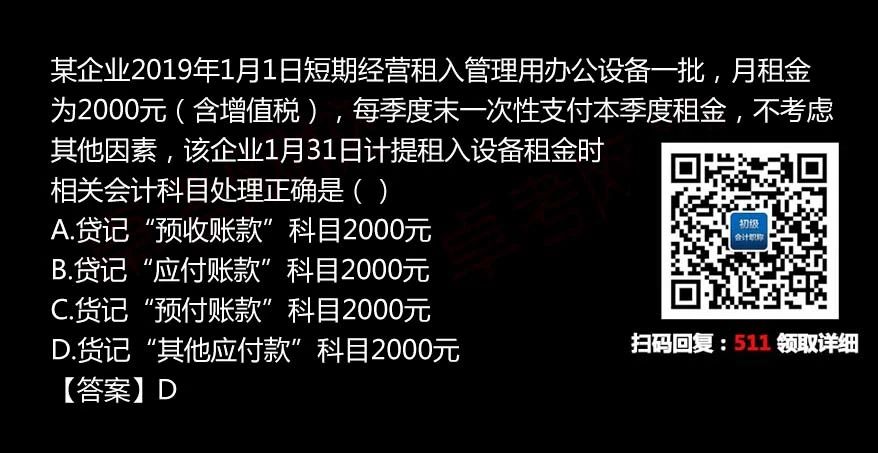 某企业2019年1月1日短期经营租入管理用办公设备一批，月租金
为2000元（含增值税），每季度末一次性支付本季度租金，不考虑
其他因素，该企业1月31日计提租入设备租金时
相关会计科目处理正确是（ ）
A.贷记“预收账款”科目2000元
B.贷记“应付账款”科目2000元
C.货记“预付账款”科目2000元
D.货记“其他应付款”科目2000元
【答案】D
初级
会计职称
扫码回复：511 领取详细